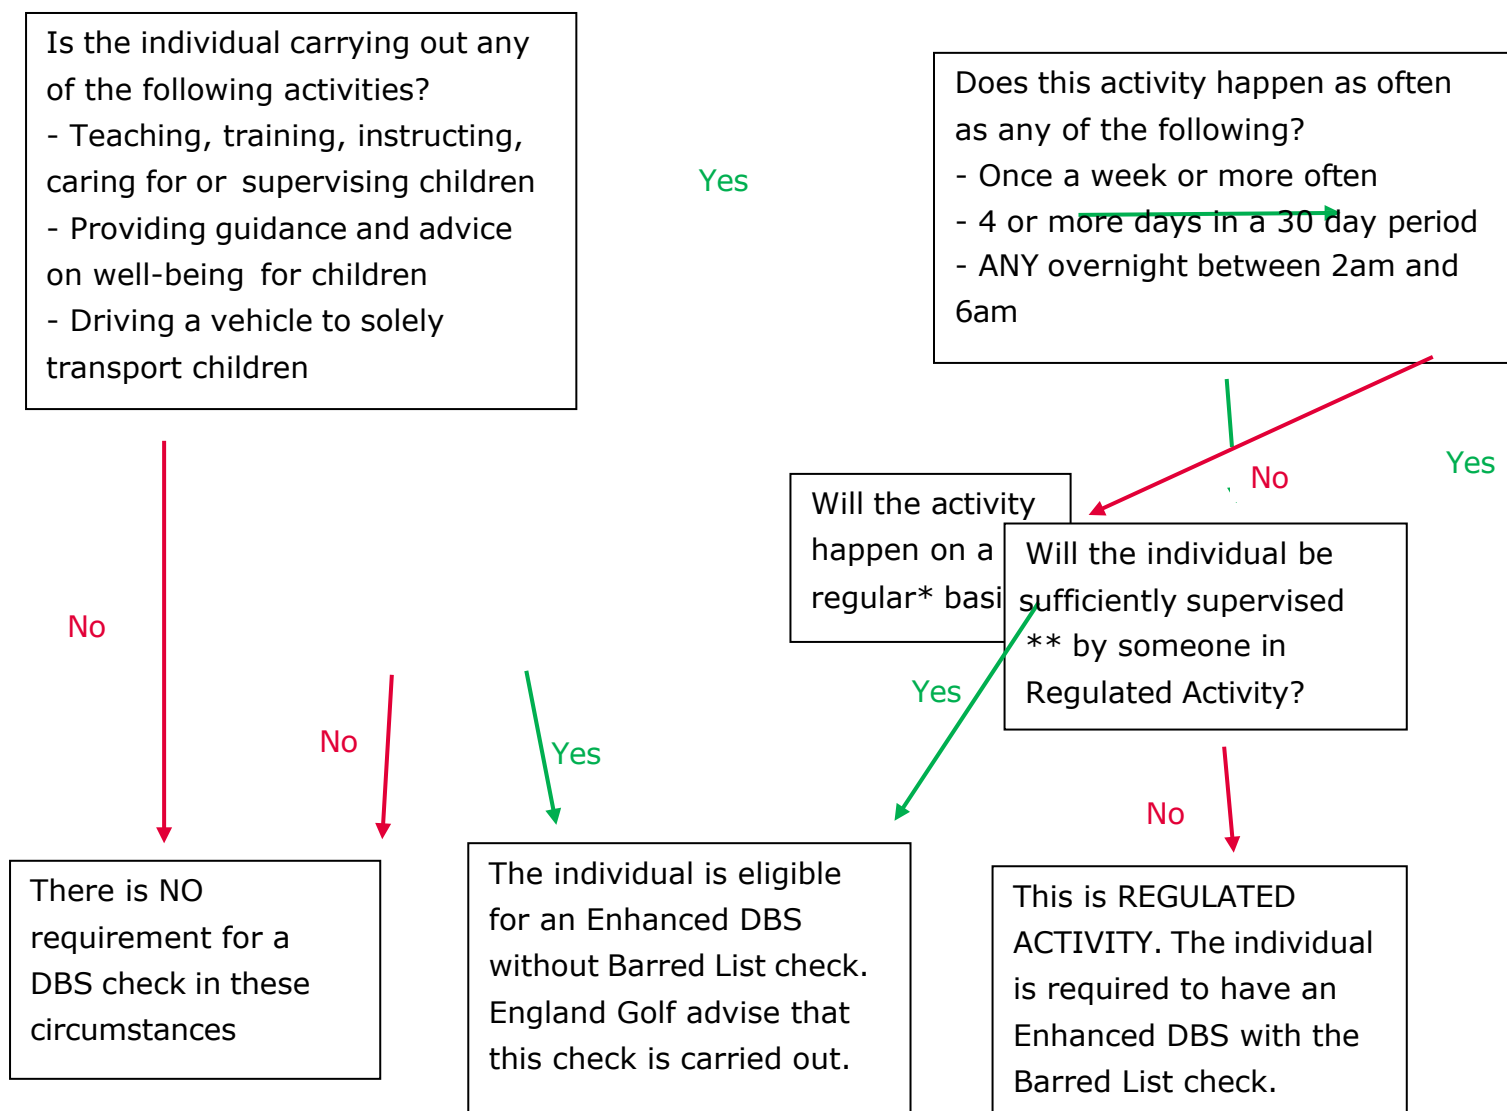 Is the individual carrying out any
of the following activities?
- Teaching, training, instructing,
caring for or supervising children
- Providing guidance and advice
on well-being for children
- Driving a vehicle to solely
transport children
Yes
Does this activity happen as often
as any of the following?
- Once a week or more often
- 4 or more days in a 30 day period
- ANY overnight between 2am and
6am
No
Yes
Will the activity
happen on a
regular* basi
Will the individual be
sufficiently supervised
** by someone in
Regulated Activity?
No
No
Yes
Yes
No
There is NO
requirement for a
DBS check in these
circumstances
The individual is eligible
for an Enhanced DBS
without Barred List check.
England Golf advise that
this check is carried out.
This is REGULATED
ACTIVITY. The individual
is required to have an
Enhanced DBS with the
Barred List check.